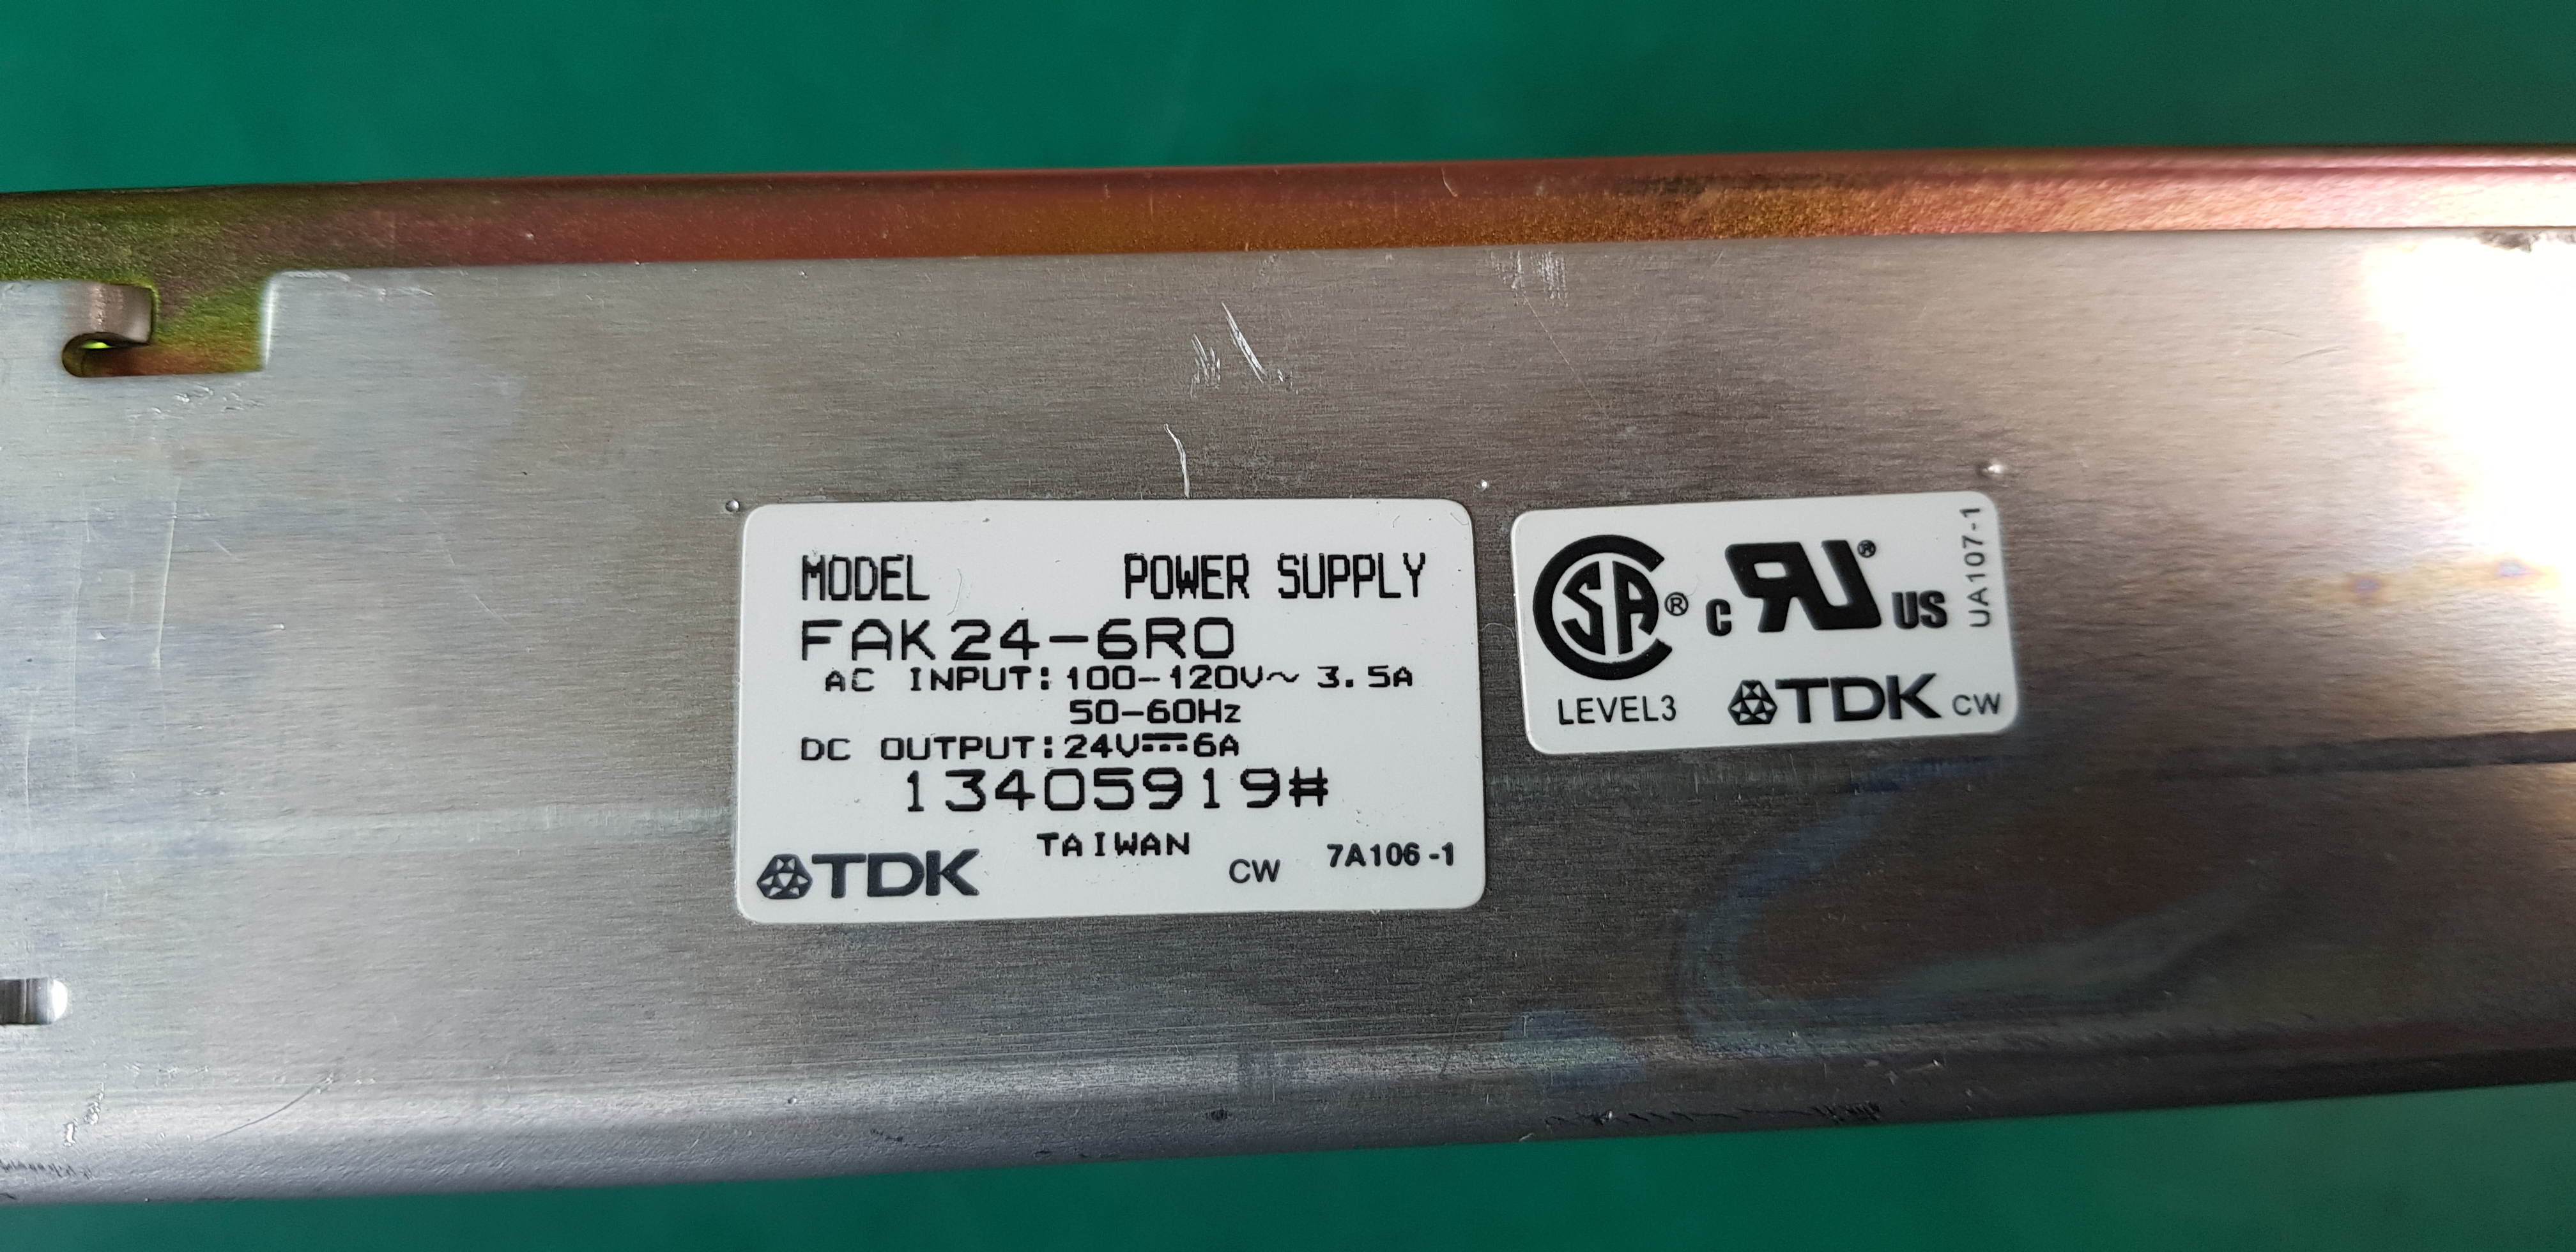 MODEL POWER SUPPLY
FAK24-6R0
AC INPUT:100-120V~ 3.5A
50-60Hz
DC OUTPUT:24V⎓6A
13405919#
TAIWAN
TDK CW 7A106-1
SA® C RU® US
UA107-1
LEVEL3 TDK CW